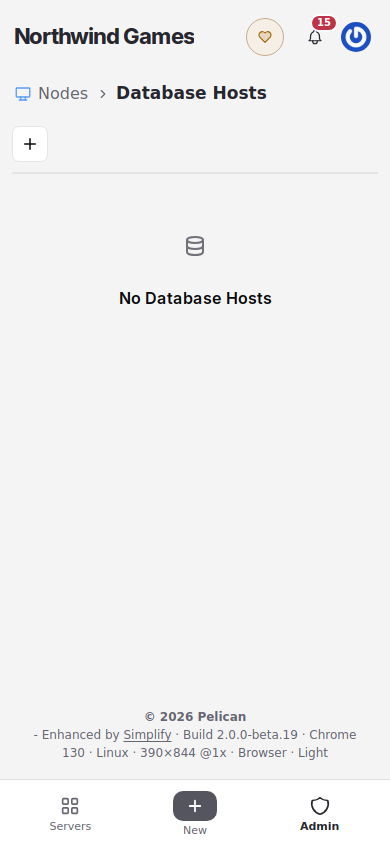 Northwind Games
15
Nodes › Database Hosts
No Database Hosts
© 2026 Pelican
- Enhanced by Simplify · Build 2.0.0-beta.19 · Chrome
130 · Linux · 390×844 @1x · Browser · Light
Servers
New
Admin